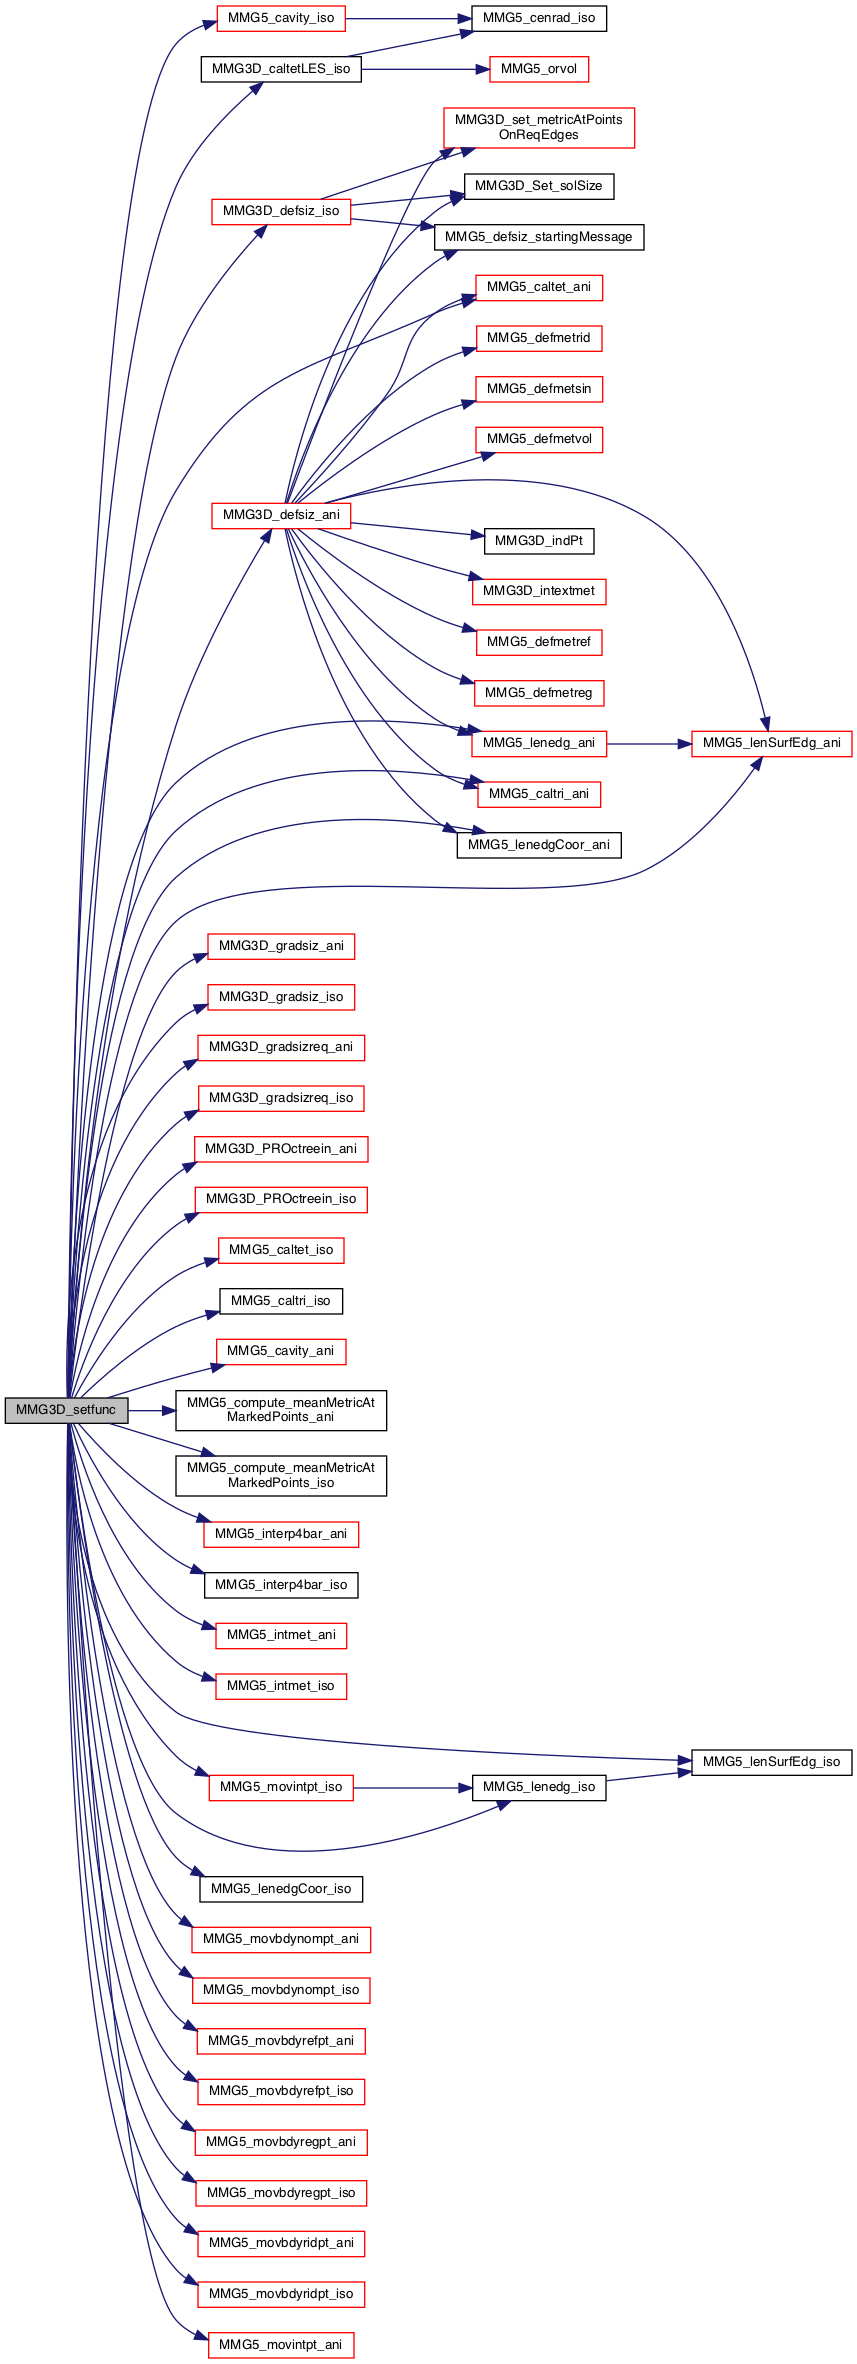 MMG5_cavity_iso
MMG5_cenrad_iso
MMG3D_caltetLES_iso
MMG5_orvol
MMG3D_set_metricAtPoints
OnReqEdges
MMG3D_Set_solSize
MMG3D_defsiz_iso
MMG5_defsiz_startingMessage
MMG5_caltet_ani
MMG5_defmetrid
MMG5_defmetsin
MMG5_defmetvol
MMG3D_defsiz_ani
MMG3D_indPt
MMG3D_intextmet
MMG5_defmetref
MMG5_defmetreg
MMG5_lenedg_ani
MMG5_lenSurfEdg_ani
MMG5_caltri_ani
MMG5_lenedgCoor_ani
MMG3D_gradsiz_ani
MMG3D_gradsiz_iso
MMG3D_gradsizreq_ani
MMG3D_gradsizreq_iso
MMG3D_PROctreein_ani
MMG3D_PROctreein_iso
MMG5_caltet_iso
MMG5_caltri_iso
MMG5_cavity_ani
MMG3D_setfunc
MMG5_compute_meanMetricAt
MarkedPoints_ani
MMG5_compute_meanMetricAt
MarkedPoints_iso
MMG5_interp4bar_ani
MMG5_interp4bar_iso
MMG5_intmet_ani
MMG5_intmet_iso
MMG5_lenSurfEdg_iso
MMG5_movintpt_iso
MMG5_lenedg_iso
MMG5_lenedgCoor_iso
MMG5_movbdynompt_ani
MMG5_movbdynompt_iso
MMG5_movbdyrefpt_ani
MMG5_movbdyrefpt_iso
MMG5_movbdyregpt_ani
MMG5_movbdyregpt_iso
MMG5_movbdyridpt_ani
MMG5_movbdyridpt_iso
MMG5_movintpt_ani